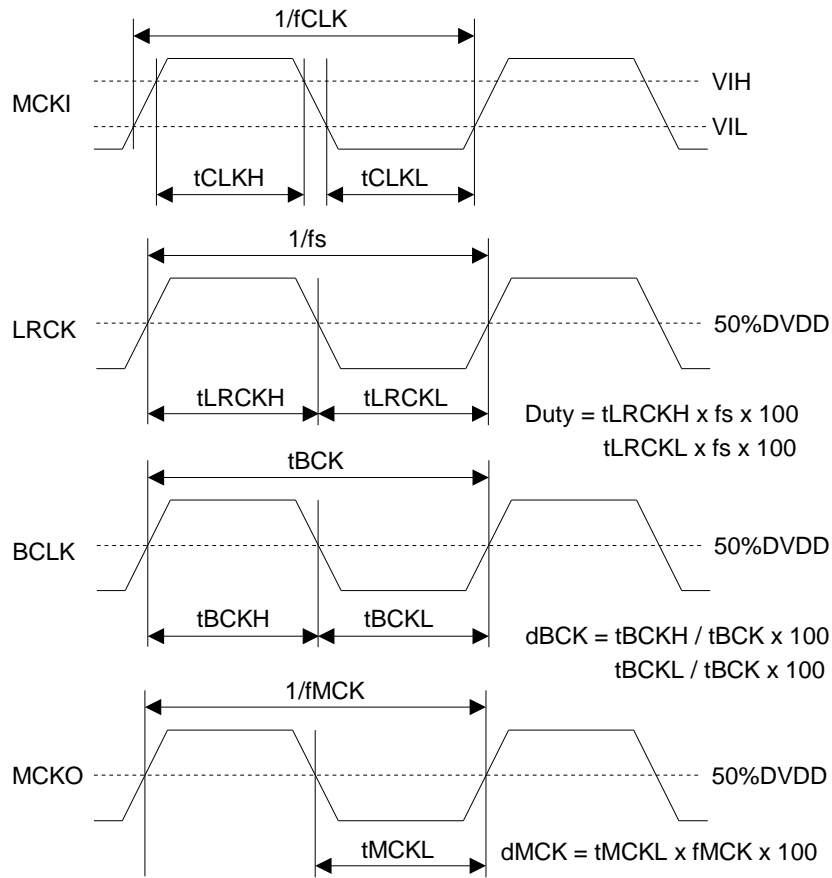 1/fCLK
MCKI
VIH
VIL
tCLKH
tCLKL
1/fs
LRCK
50%DVDD
tLRCKH
tLRCKL
Duty = tLRCKH x fs x 100
tLRCKL x fs x 100
tBCK
BCLK
50%DVDD
tBCKH
tBCKL
dBCK = tBCKH / tBCK x 100
tBCKL / tBCK x 100
1/fMCK
MCKO
50%DVDD
tMCKL
dMCK = tMCKL x fMCK x 100